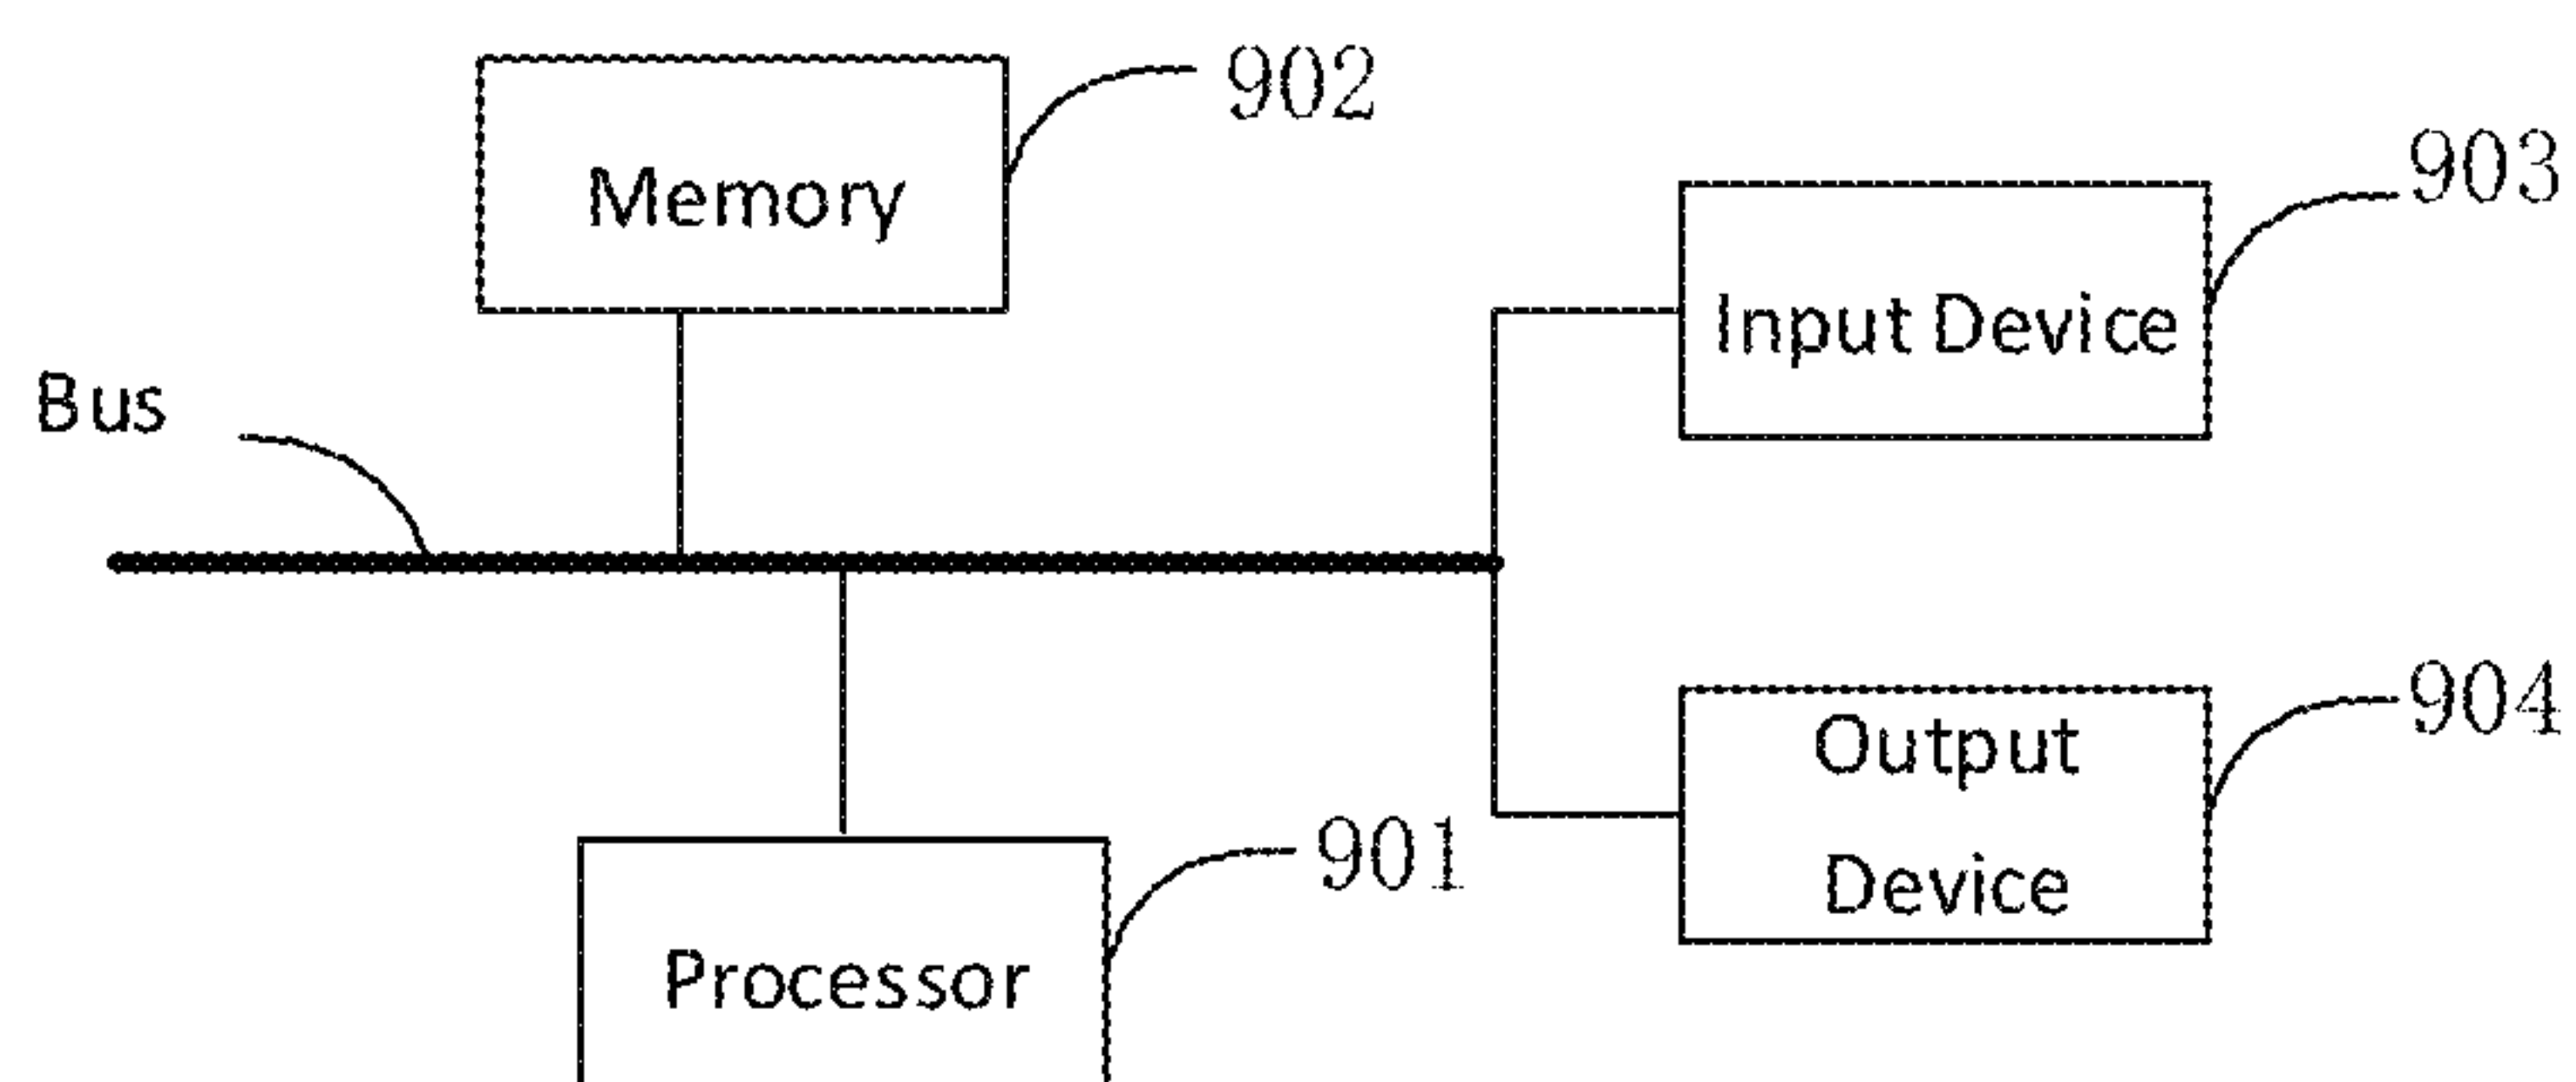 902
Memory
903
Input Device
Bus
Output
Device
904
901
Processor